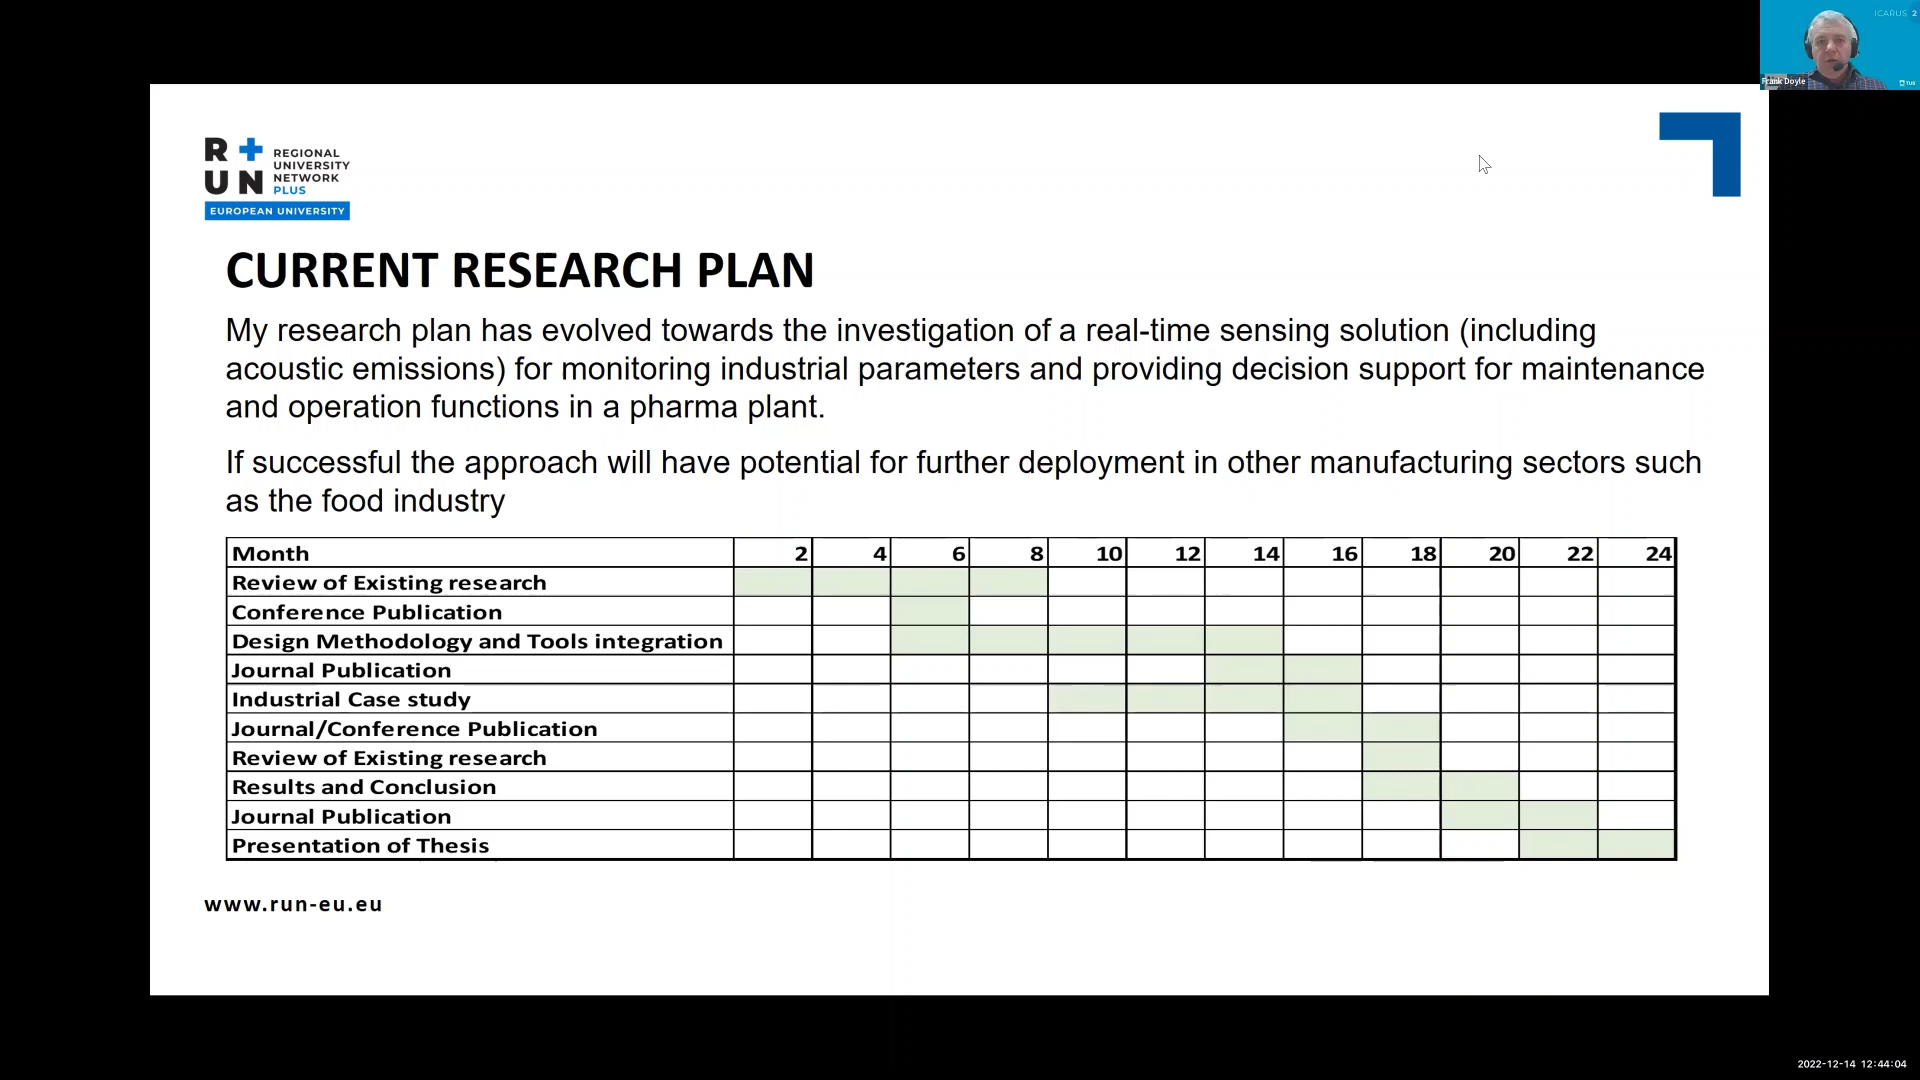 ICARUS 2
Frank Doyle
TUS
R+
UN
REGIONAL
UNIVERSITY
NETWORK
PLUS
EUROPEAN UNIVERSITY
CURRENT RESEARCH PLAN
My research plan has evolved towards the investigation of a real-time sensing solution (including
acoustic emissions) for monitoring industrial parameters and providing decision support for maintenance
and operation functions in a pharma plant.
If successful the approach will have potential for further deployment in other manufacturing sectors such
as the food industry
Month 2 4 6 8 10 12 14 16 18 20 22 24
Review of Existing research
Conference Publication
Design Methodology and Tools integration
Journal Publication
Industrial Case study
Journal/Conference Publication
Review of Existing research
Results and Conclusion
Journal Publication
Presentation of Thesis
www.run-eu.eu
2022-12-14 12:44:04